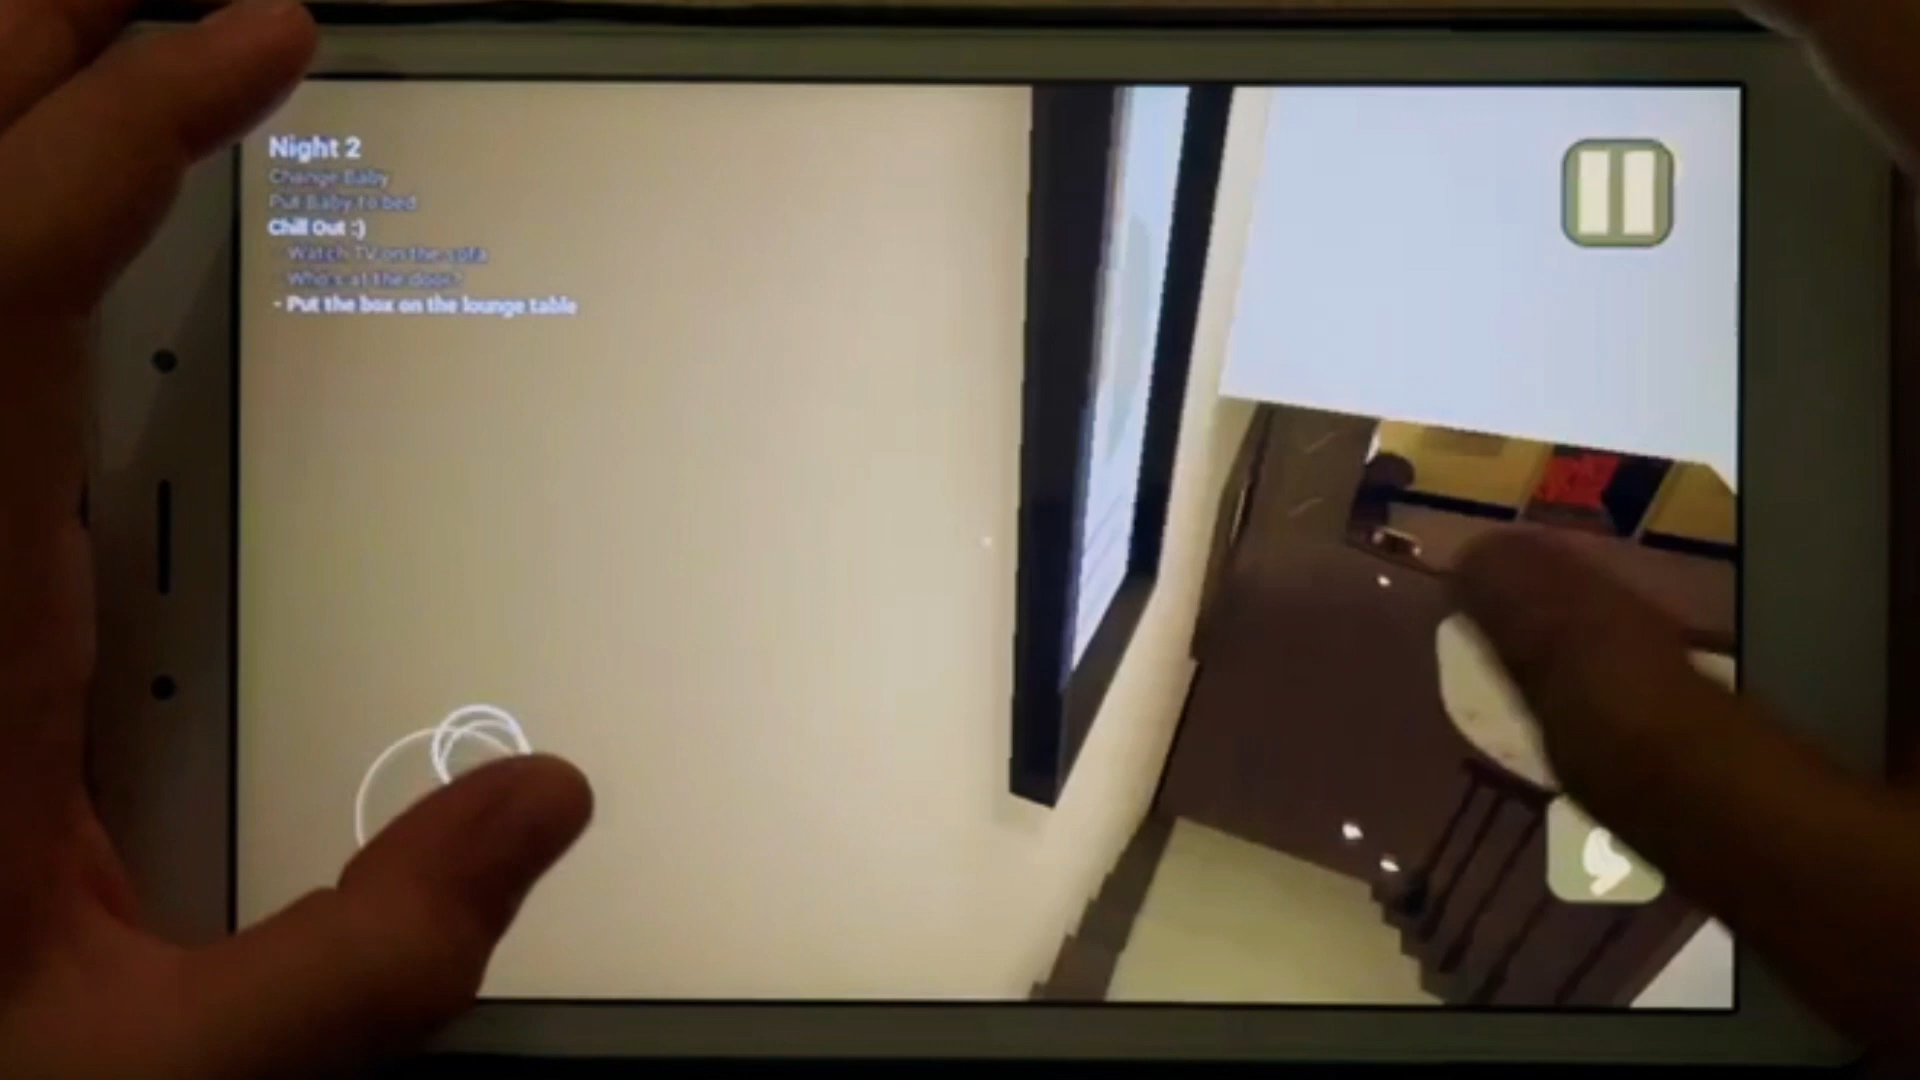 Night 2
Change Baby
Put Baby to bed
Chill Out :)
- Watch TV on the sofa
- Who's at the door?
- Put the box on the lounge table